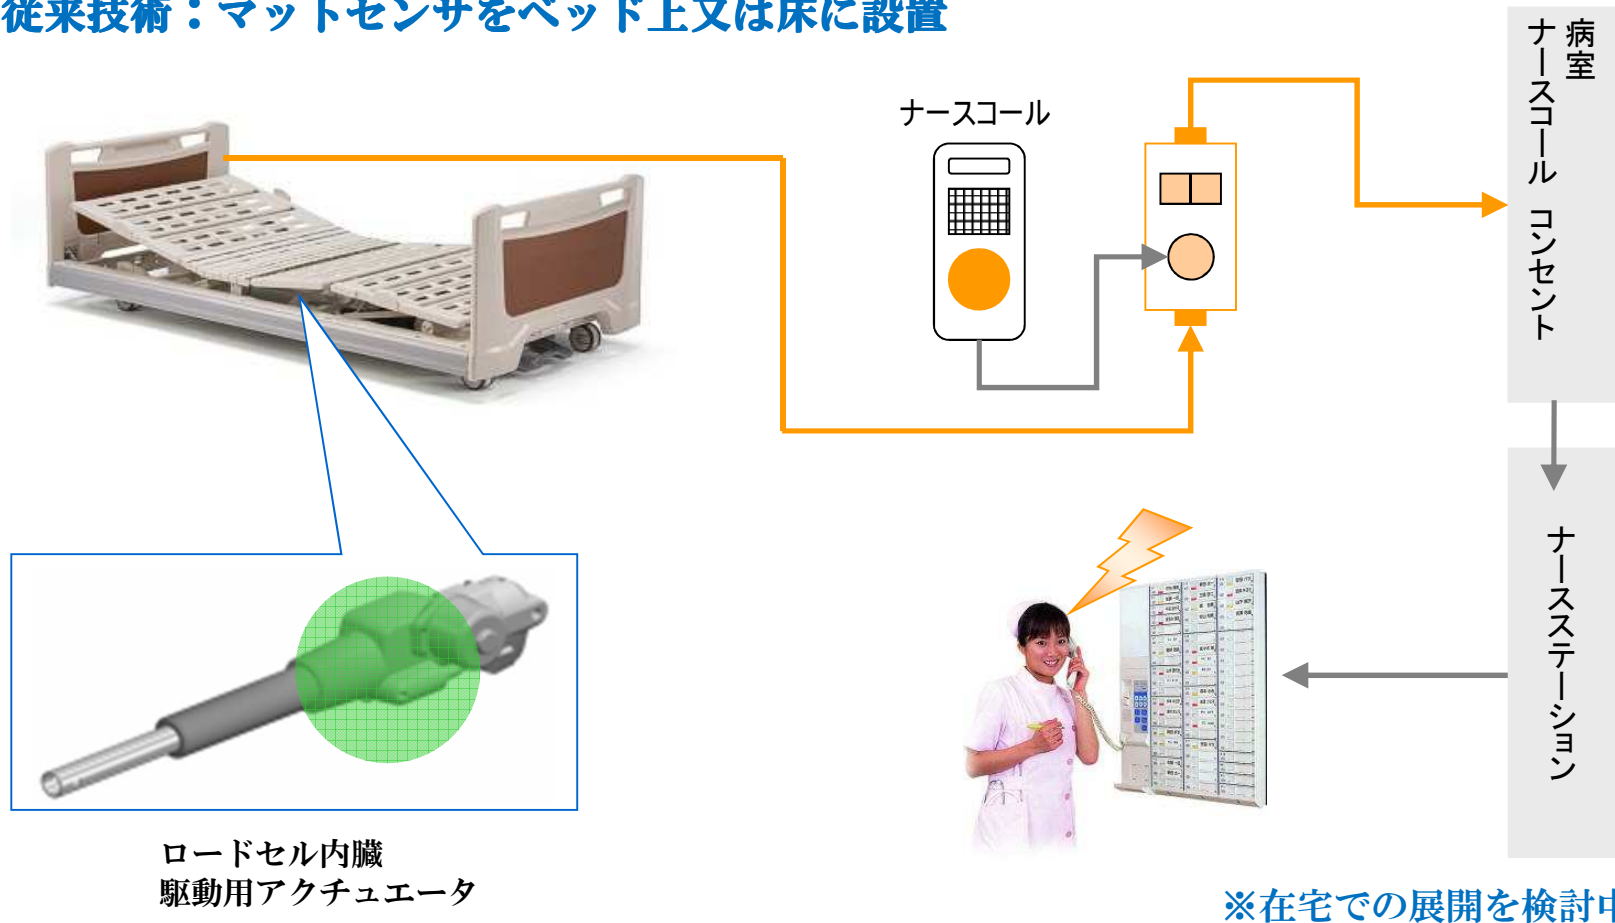 従来技術：マットセンサをベッド上又は床に設置
病室
ナースコール コンセント
ナースコール
ナースステーション
ロードセル内臓
駆動用アクチュエータ
※在宅での展開を検討中